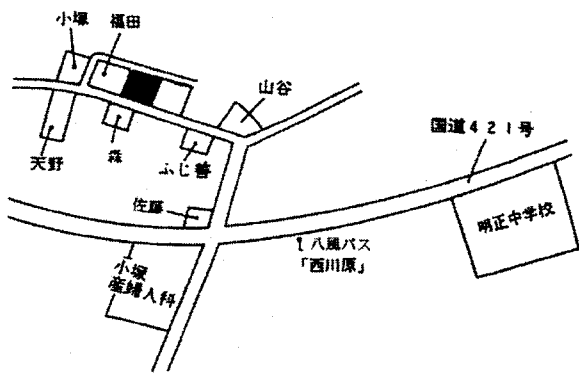 小塚
福田
山谷
国道421号
天野
森
ふじ善
佐藤
明正中学校
八風バス
「西川原」
小塚
産婦人科